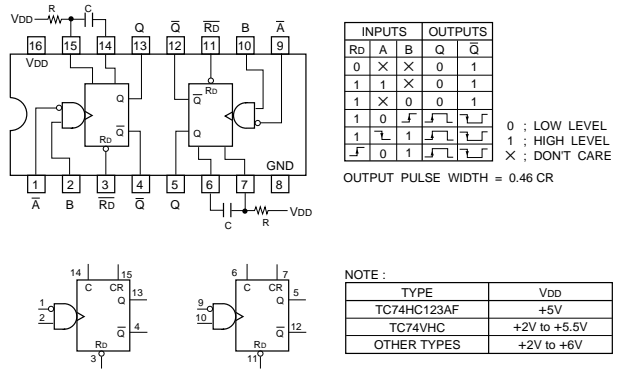 VDD R C
Q Q̅ R̅D̅ B A̅
16 15 14 13 12 11 10 9
VDD
Q
Q̅
RD
RD
Q̅
Q
GND
1 2 3 4 5 6 7 8
A̅ B R̅D̅ Q̅ Q
C R VDD
INPUTS OUTPUTS
RD A B Q Q̅
0 X X 0 1
1 1 X 0 1
1 X 0 0 1
1 0
1 1
0 1
0 ; LOW LEVEL
1 ; HIGH LEVEL
X ; DON'T CARE
OUTPUT PULSE WIDTH = 0.46 CR
14 15
C CR
Q 13
1
2
Q̅ 4
RD
3
6 7
C CR
Q 5
9
10
Q̅ 12
RD
11
NOTE :
TYPE VDD
TC74HC123AF +5V
TC74VHC +2V to +5.5V
OTHER TYPES +2V to +6V